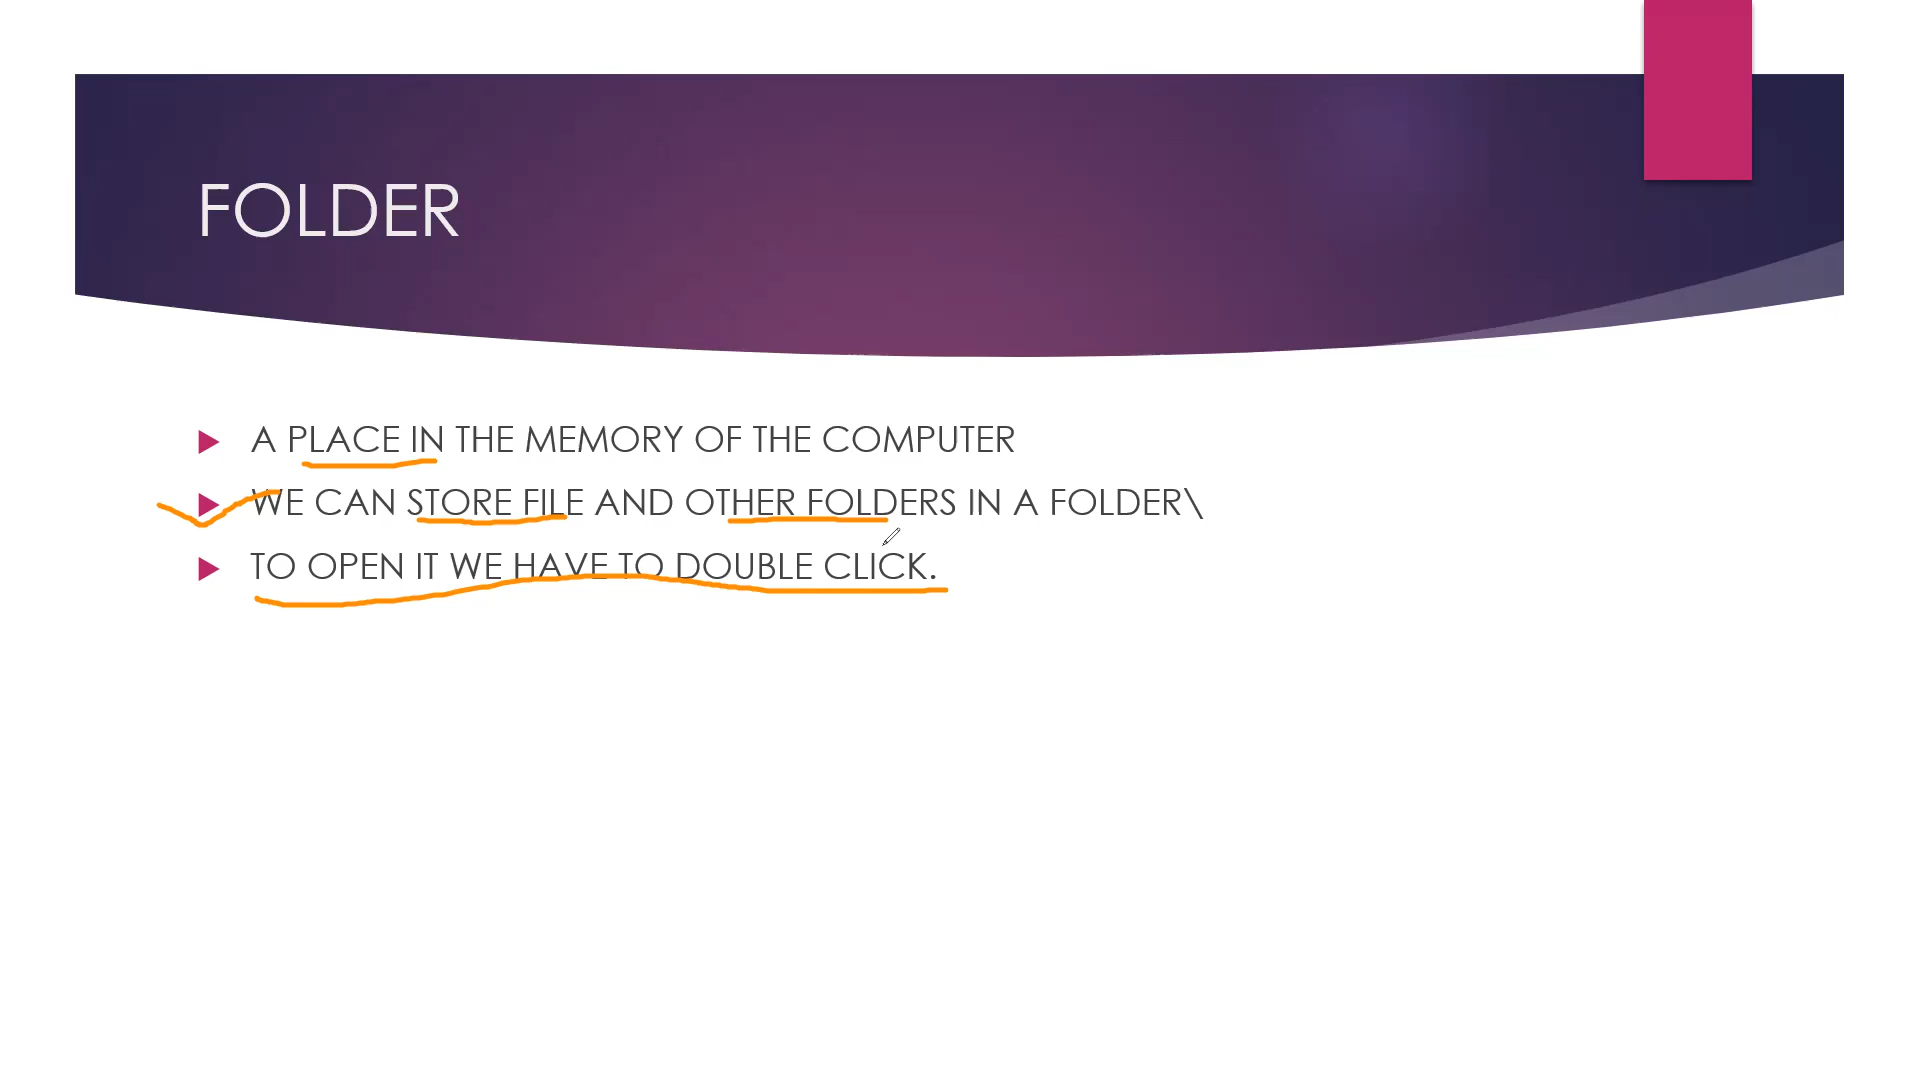 FOLDER
A PLACE IN THE MEMORY OF THE COMPUTER
WE CAN STORE FILE AND OTHER FOLDERS IN A FOLDER\
TO OPEN IT WE HAVE TO DOUBLE CLICK.